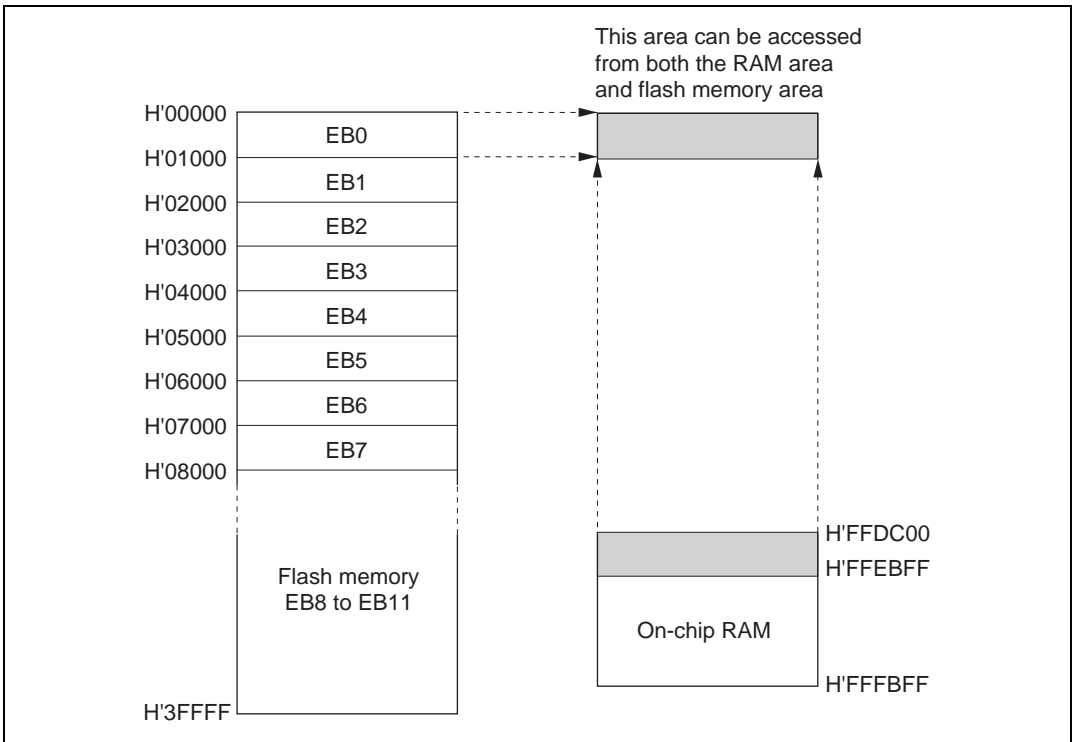 This area can be accessed
from both the RAM area
and flash memory area
H'00000
EB0
H'01000
EB1
H'02000
EB2
H'03000
EB3
H'04000
EB4
H'05000
EB5
H'06000
EB6
H'07000
EB7
H'08000
H'FFDC00
H'FFEBFF
Flash memory
EB8 to EB11
On-chip RAM
H'FFFBFF
H'3FFFF